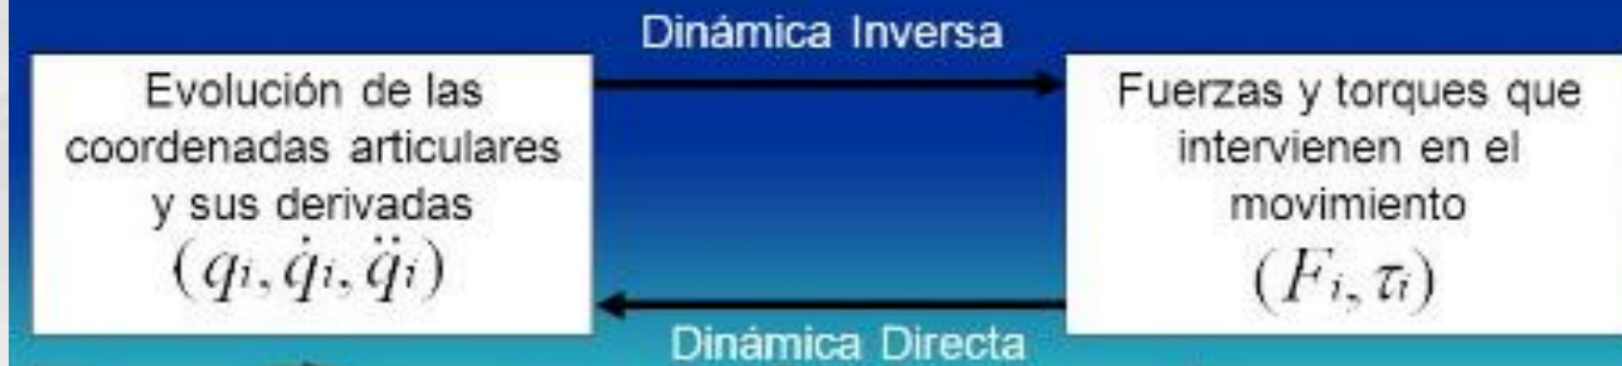 Dinámica Inversa
Evolución de las
coordenadas articulares
y sus derivadas
(qi, q̇i, q̈i)
Fuerzas y torques que
intervienen en el
movimiento
(Fi, τi)
Dinámica Directa